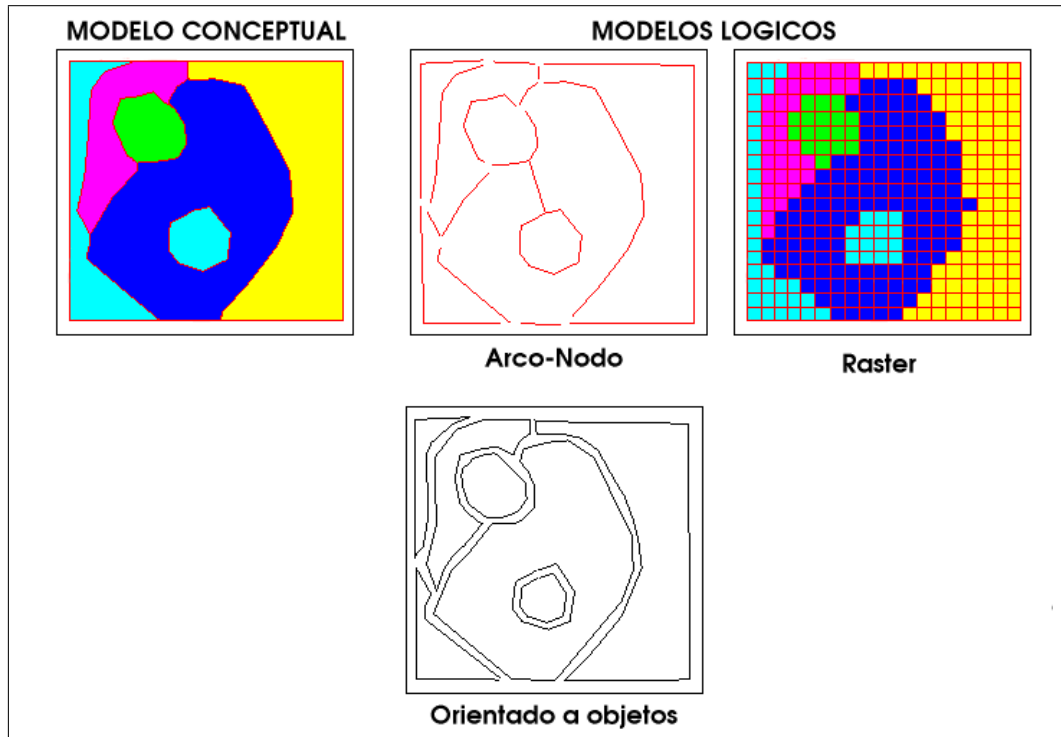 MODELO CONCEPTUAL
MODELOS LOGICOS
Arco-Nodo
Raster
Orientado a objetos